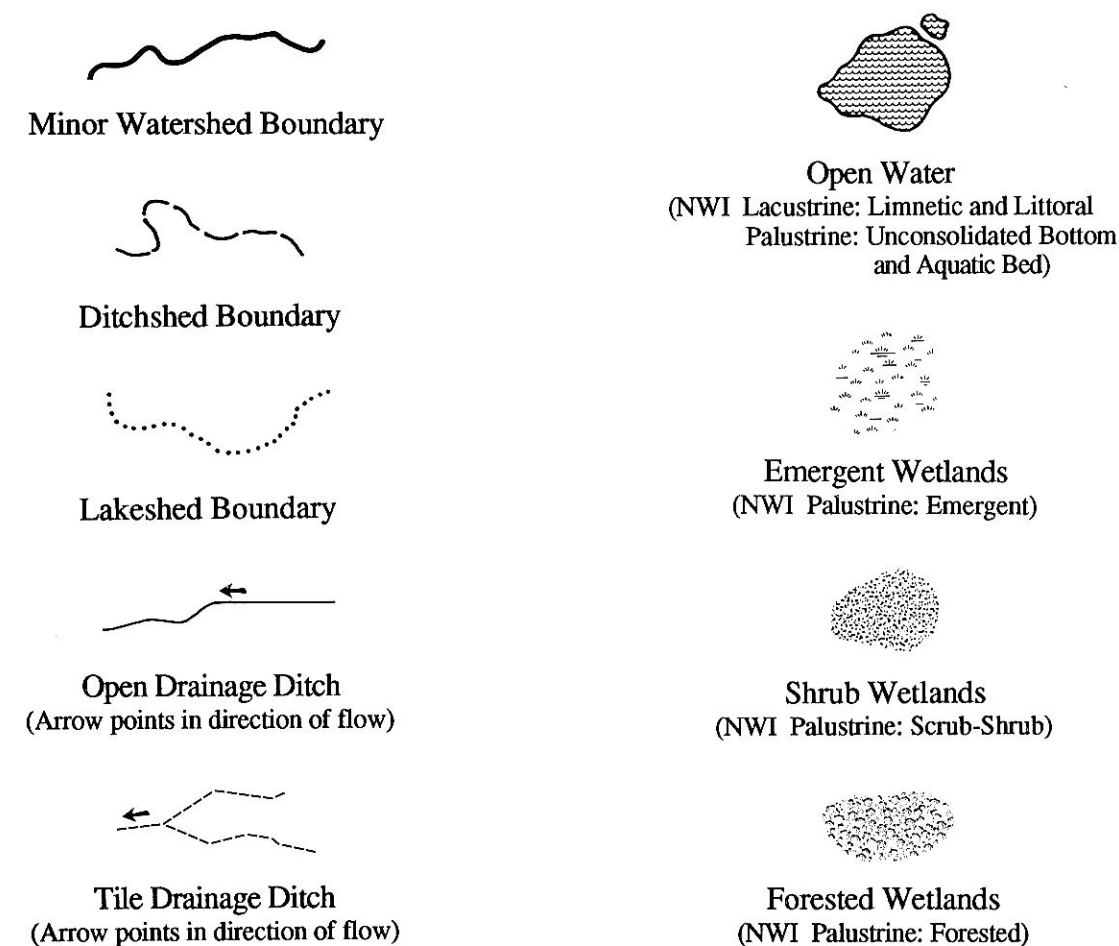 Minor Watershed Boundary
Ditchshed Boundary
Lakeshed Boundary
Open Drainage Ditch
(Arrow points in direction of flow)
Tile Drainage Ditch
(Arrow points in direction of flow)
Open Water
(NWI Lacustrine: Limnetic and Littoral
Palustrine: Unconsolidated Bottom
and Aquatic Bed)
Emergent Wetlands
(NWI Palustrine: Emergent)
Shrub Wetlands
(NWI Palustrine: Scrub-Shrub)
Forested Wetlands
(NWI Palustrine: Forested)